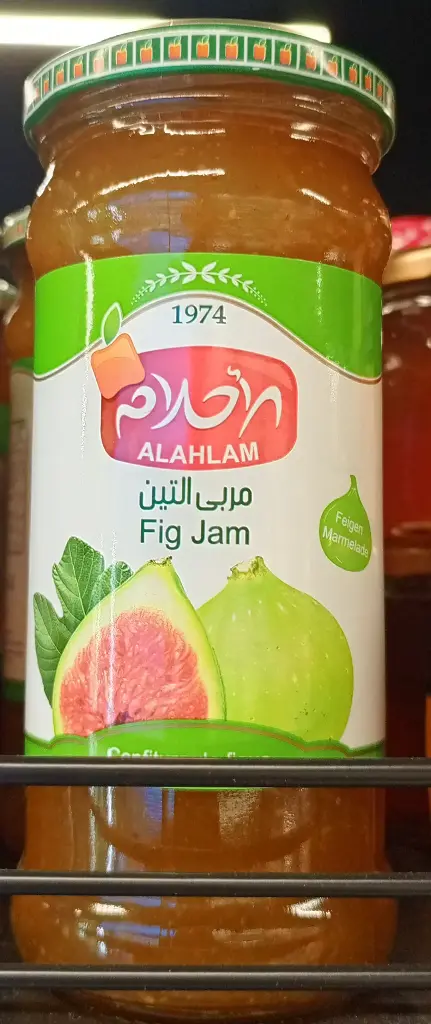 1974
الأحلام
ALAHLAM
مربى التين
Fig Jam
Feigen
Marmelade